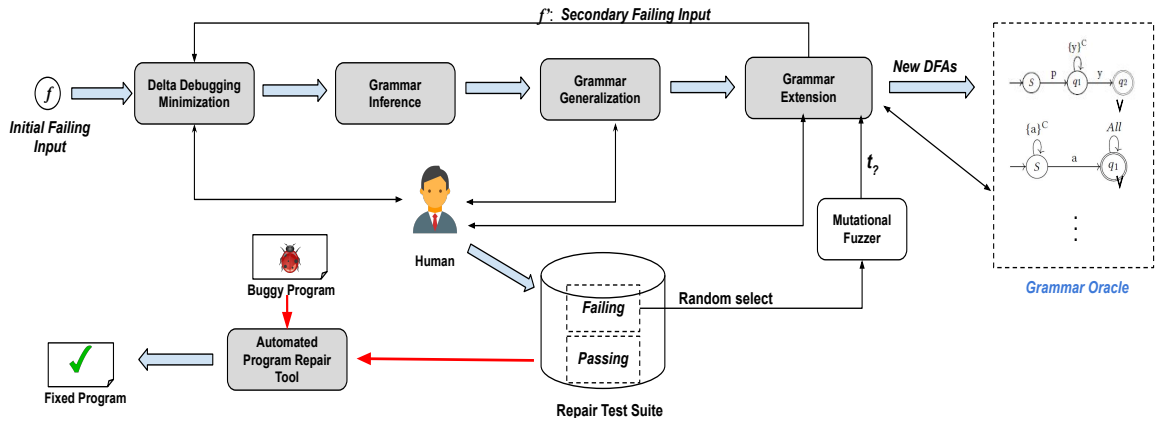 f': Secondary Failing Input
f
Initial Failing
Input
Delta Debugging
Minimization
Grammar
Inference
Grammar
Generalization
Grammar
Extension
New DFAs
{y}ᶜ
S
p
q₁
y
q₂
{a}ᶜ
All
S
a
q₁
⋮
Grammar Oracle
t?
Mutational
Fuzzer
Human
Buggy Program
Failing
Random select
Passing
Automated
Program Repair
Tool
Fixed Program
Repair Test Suite